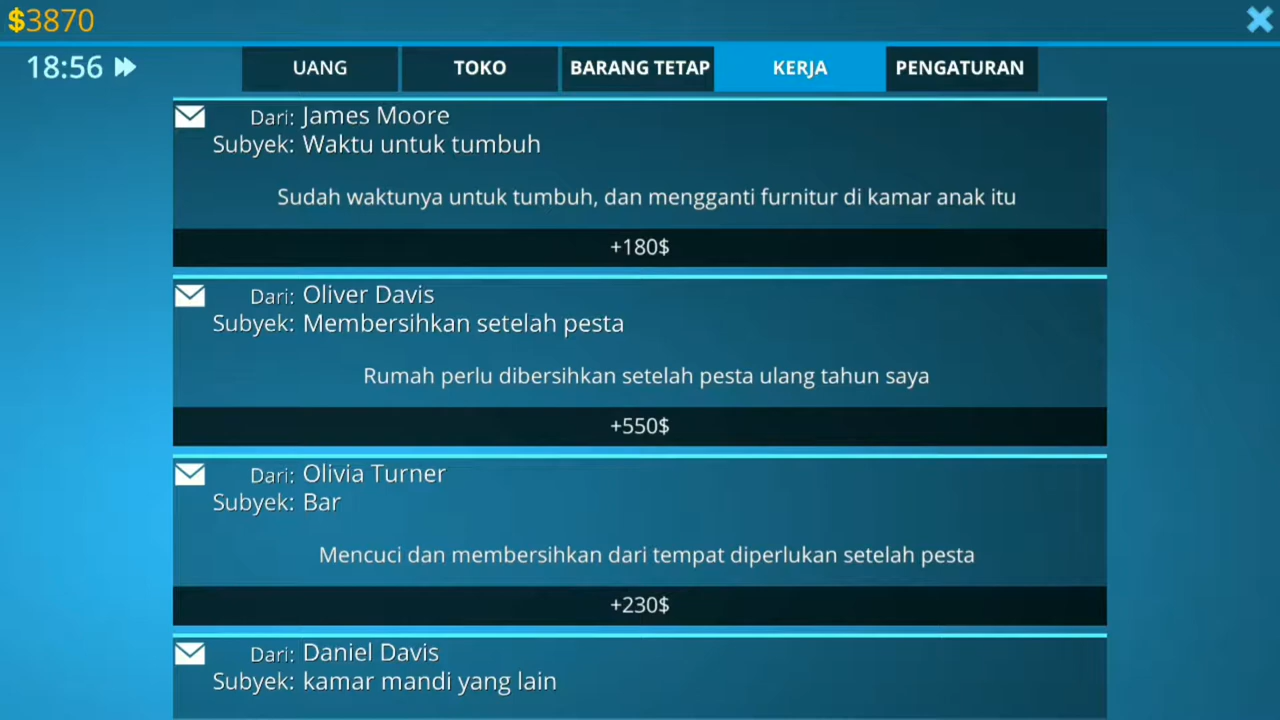 $3870
18:56
UANG
TOKO
BARANG TETAP
KERJA
PENGATURAN
Dari: James Moore
Subyek: Waktu untuk tumbuh
Sudah waktunya untuk tumbuh, dan mengganti furnitur di kamar anak itu
+180$
Dari: Oliver Davis
Subyek: Membersihkan setelah pesta
Rumah perlu dibersihkan setelah pesta ulang tahun saya
+550$
Dari: Olivia Turner
Subyek: Bar
Mencuci dan membersihkan dari tempat diperlukan setelah pesta
+230$
Dari: Daniel Davis
Subyek: kamar mandi yang lain